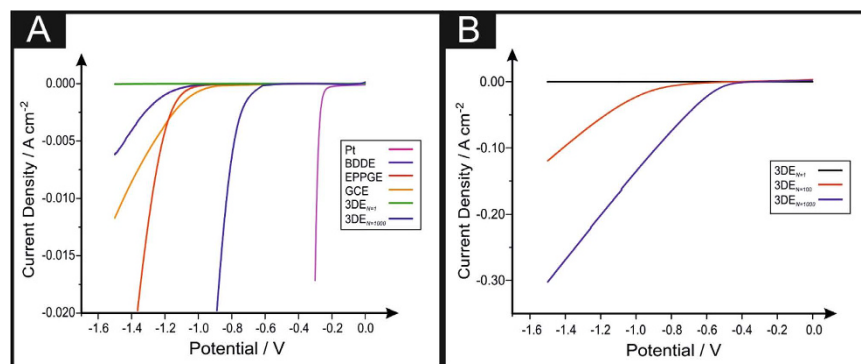 A
0.000
-0.005
-0.010
-0.015
-0.020
Current Density / A cm⁻²
-1.6 -1.4 -1.2 -1.0 -0.8 -0.6 -0.4 -0.2 0.0
Potential / V
Pt
BDDE
EPPGE
GCE
3DE_N=1
3DE_N=1000
B
0.00
-0.10
-0.20
-0.30
Current Density / A cm⁻²
-1.6 -1.4 -1.2 -1.0 -0.8 -0.6 -0.4 -0.2 0.0
Potential / V
3DE_N=1
3DE_N=100
3DE_N=1000